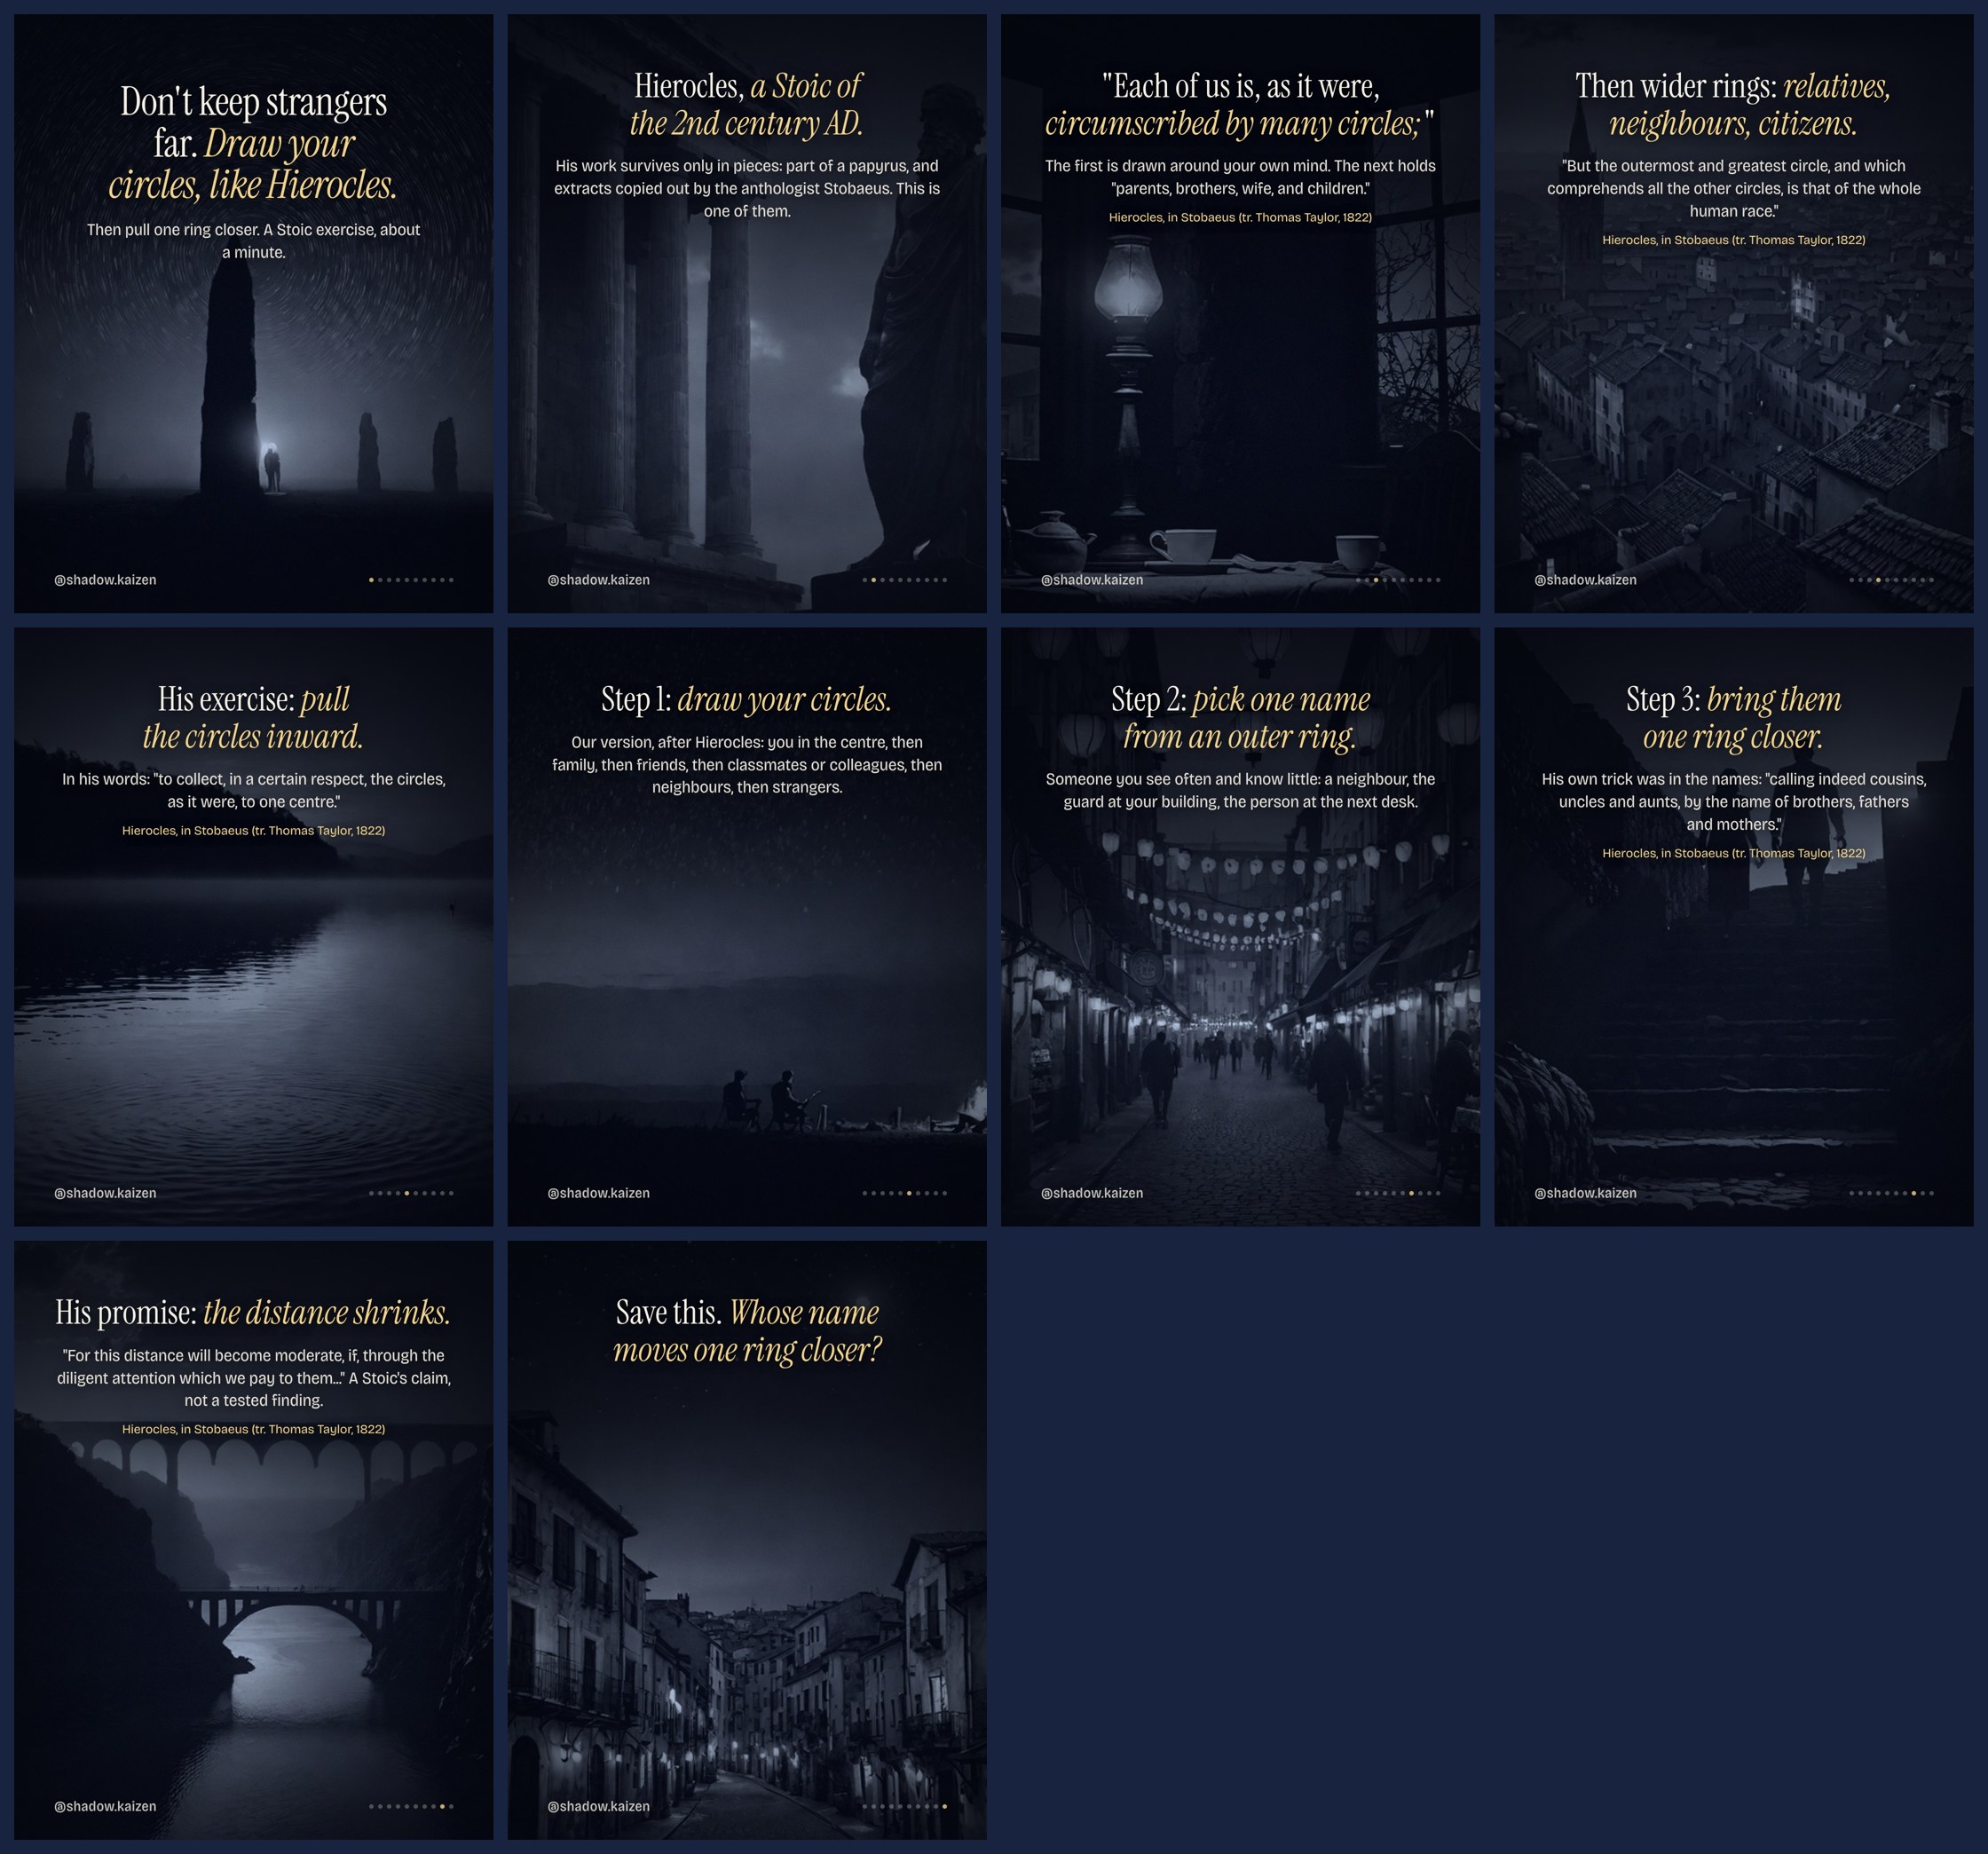 Don't keep strangers
far. Draw your
circles, like Hierocles.
Then pull one ring closer. A Stoic exercise, about
a minute.
@shadow.kaizen
Hierocles, a Stoic of
the 2nd century AD.
His work survives only in pieces: part of a papyrus, and
extracts copied out by the anthologist Stobaeus. This is
one of them.
@shadow.kaizen
"Each of us is, as it were,
circumscribed by many circles;"
The first is drawn around your own mind. The next holds
"parents, brothers, wife, and children."
Hierocles, in Stobaeus (tr. Thomas Taylor, 1822)
@shadow.kaizen
Then wider rings: relatives,
neighbours, citizens.
"But the outermost and greatest circle, and which
comprehends all the other circles, is that of the whole
human race."
Hierocles, in Stobaeus (tr. Thomas Taylor, 1822)
@shadow.kaizen
His exercise: pull
the circles inward.
In his words: "to collect, in a certain respect, the circles,
as it were, to one centre."
Hierocles, in Stobaeus (tr. Thomas Taylor, 1822)
@shadow.kaizen
Step 1: draw your circles.
Our version, after Hierocles: you in the centre, then
family, then friends, then classmates or colleagues, then
neighbours, then strangers.
@shadow.kaizen
Step 2: pick one name
from an outer ring.
Someone you see often and know little: a neighbour, the
guard at your building, the person at the next desk.
@shadow.kaizen
Step 3: bring them
one ring closer.
His own trick was in the names: "calling indeed cousins,
uncles and aunts, by the name of brothers, fathers
and mothers."
Hierocles, in Stobaeus (tr. Thomas Taylor, 1822)
@shadow.kaizen
His promise: the distance shrinks.
"For this distance will become moderate, if, through the
diligent attention which we pay to them..." A Stoic's claim,
not a tested finding.
Hierocles, in Stobaeus (tr. Thomas Taylor, 1822)
@shadow.kaizen
Save this. Whose name
moves one ring closer?
@shadow.kaizen